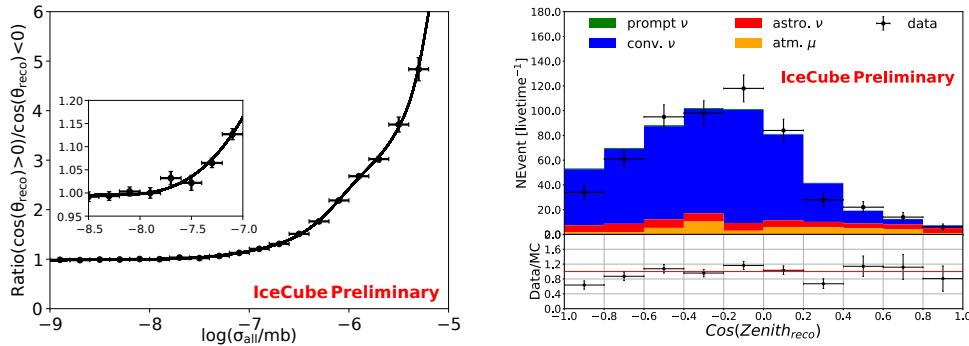 Ratio(cos(θreco)>0)/cos(θreco)<0)
6
5
4
3
2
1
0
1.20
1.15
1.10
1.05
1.00
0.95
−8.5 −8.0 −7.5 −7.0
IceCube Preliminary
−9 −8 −7 −6 −5
log(σall/mb)
NEvent [livetime−1]
180.0
160.0
140.0
120.0
100.0
80.0
60.0
40.0
20.0
0.0
prompt ν
conv. ν
astro. ν
atm. μ
data
IceCube Preliminary
Data/MC
1.6
1.2
0.8
0.4
0.0
−1.0 −0.8 −0.6 −0.4 −0.2 0.0 0.2 0.4 0.6 0.8 1.0
Cos(Zenithreco)